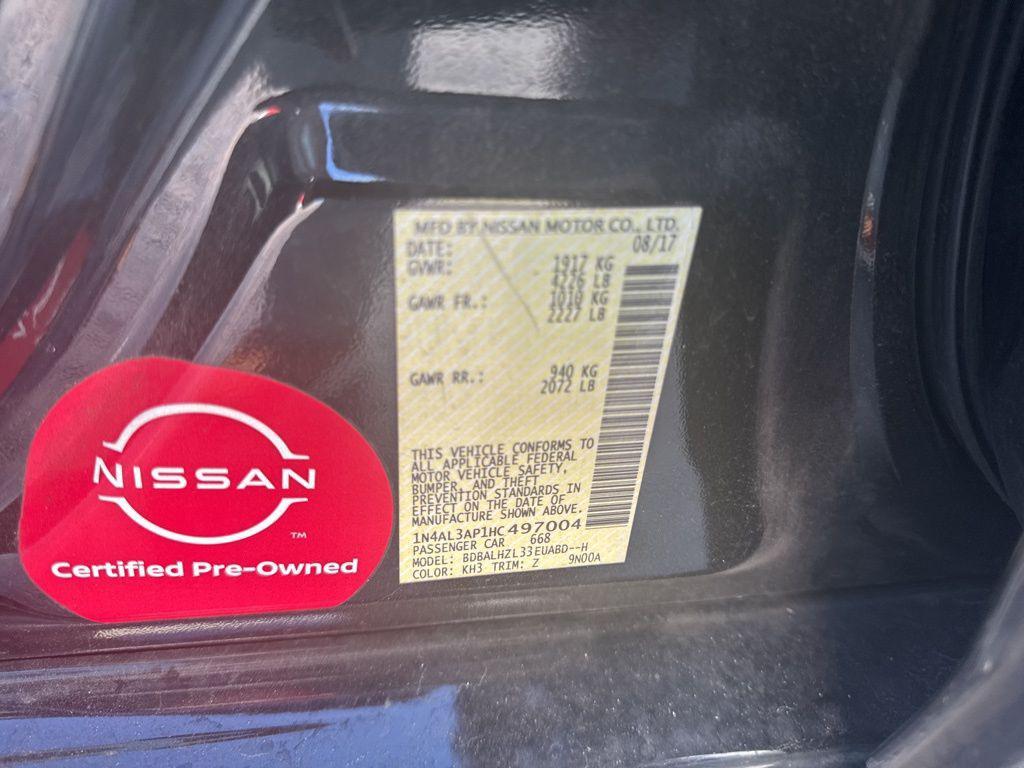 MFD BY NISSAN MOTOR CO., LTD.
DATE: 08/17
GVWR: 1917 KG
4226 LB
GAWR FR.: 1010 KG
2227 LB
GAWR RR.: 940 KG
2072 LB
THIS VEHICLE CONFORMS TO
ALL APPLICABLE FEDERAL
MOTOR VEHICLE SAFETY,
BUMPER, AND THEFT
PREVENTION STANDARDS IN
EFFECT ON THE DATE OF
MANUFACTURE SHOWN ABOVE.
1N4AL3AP1HC497004
PASSENGER CAR 668
MODEL: BDBALHZL33EUABD--H
COLOR: KH3 TRIM: Z 9N00A
NISSAN
TM
Certified Pre-Owned